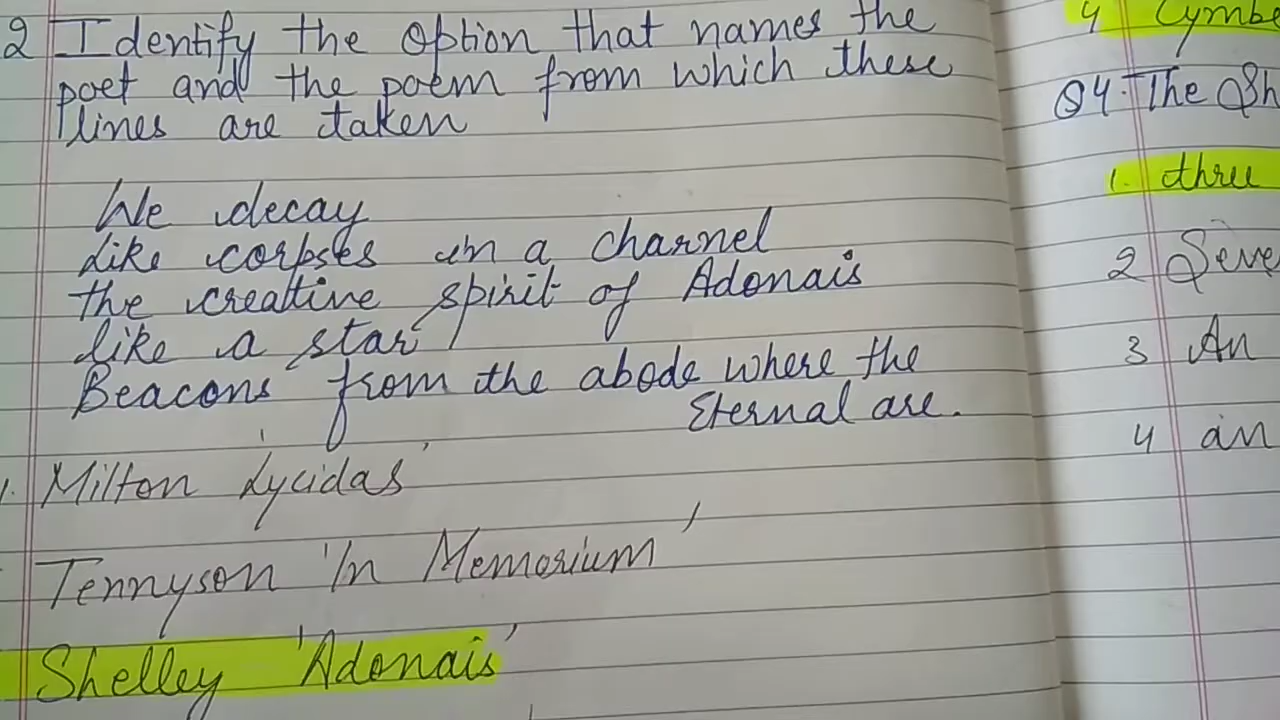 2 Identify the option that names the
poet and the poem from which these
lines are taken
We decay
Like corpses in a charnel
the creative spirit of Adonais
like a star
Beacons from the abode where the
Eternal are.
1. Milton Lycidas'
Tennyson 'In Memorium'
Shelley 'Adonais'
4 Cymbe
Q4. The Sh
1. three
2 Seve
3 An
4 an